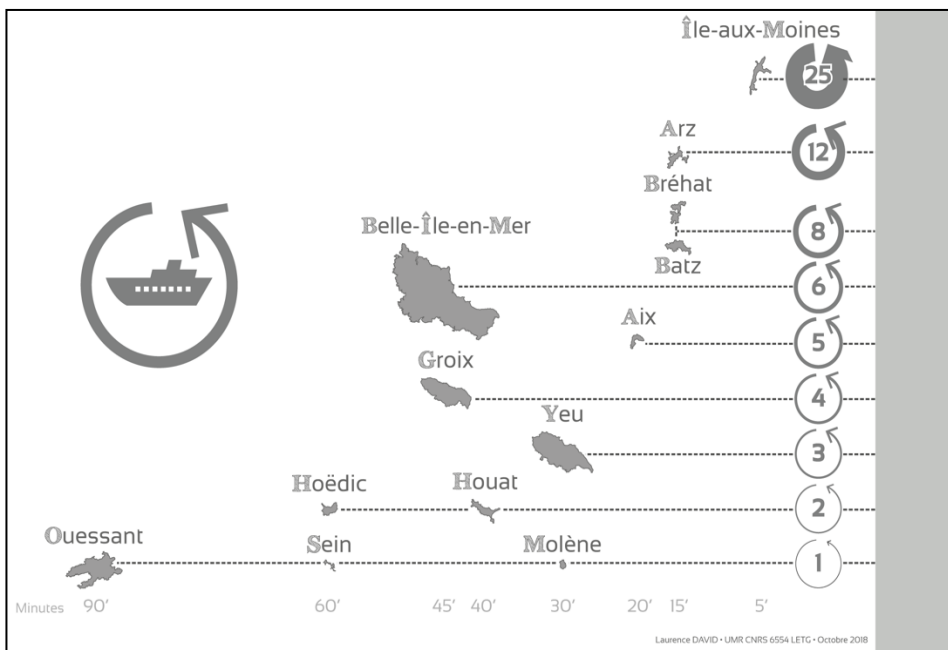 Île-aux-Moines
25
Arz
12
Bréhat
8
Batz
Belle-Île-en-Mer
6
Aix
5
Groix
4
Yeu
3
Hoëdic Houat
2
Ouessant Sein Molène
1
Minutes 90’ 60’ 45’ 40’ 30’ 20’ 15’ 5’
Laurence DAVID • UMR CNRS 6554 LETG • Octobre 2018